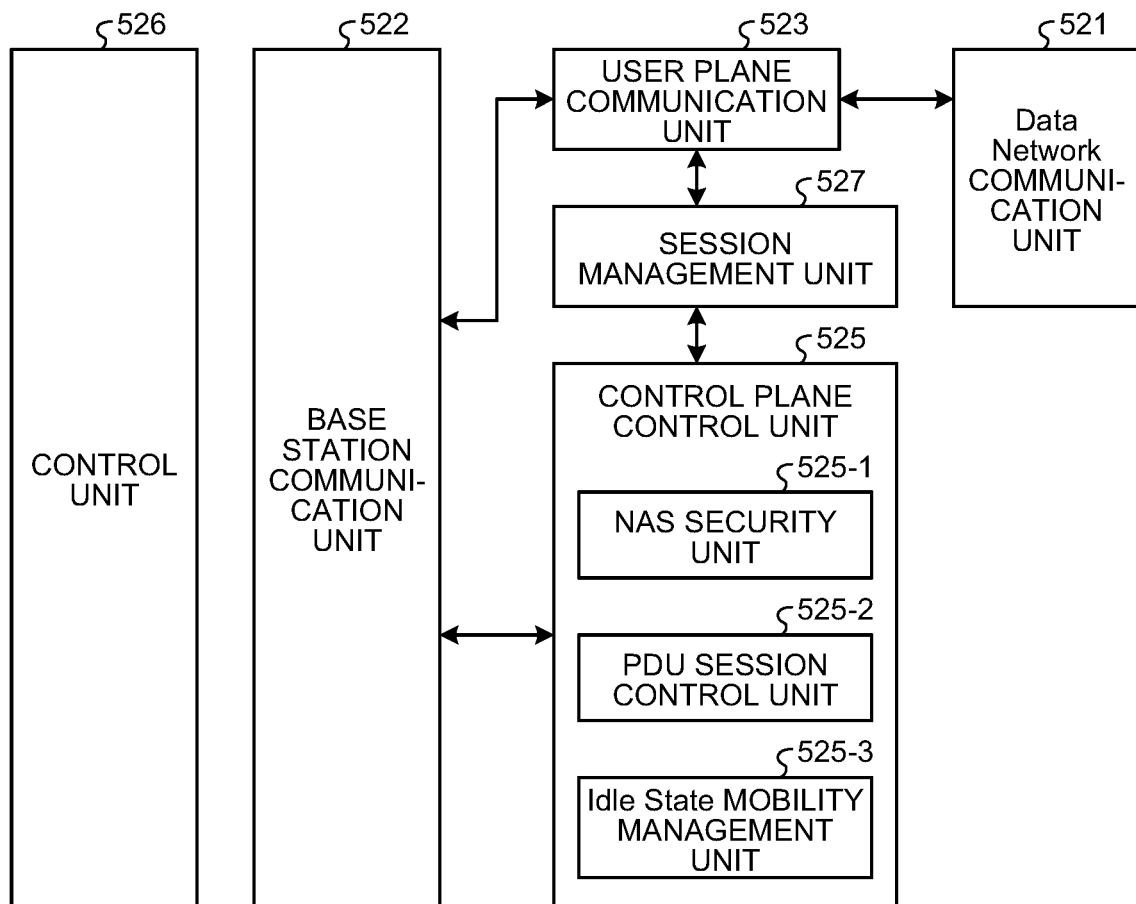 526
522
523
521
USER PLANE
COMMUNICATION
UNIT
Data
Network
COMMUNI-
CATION
UNIT
527
SESSION
MANAGEMENT UNIT
525
CONTROL PLANE
CONTROL UNIT
CONTROL
UNIT
BASE
STATION
COMMUNI-
CATION
UNIT
525-1
NAS SECURITY
UNIT
525-2
PDU SESSION
CONTROL UNIT
525-3
Idle State MOBILITY
MANAGEMENT
UNIT